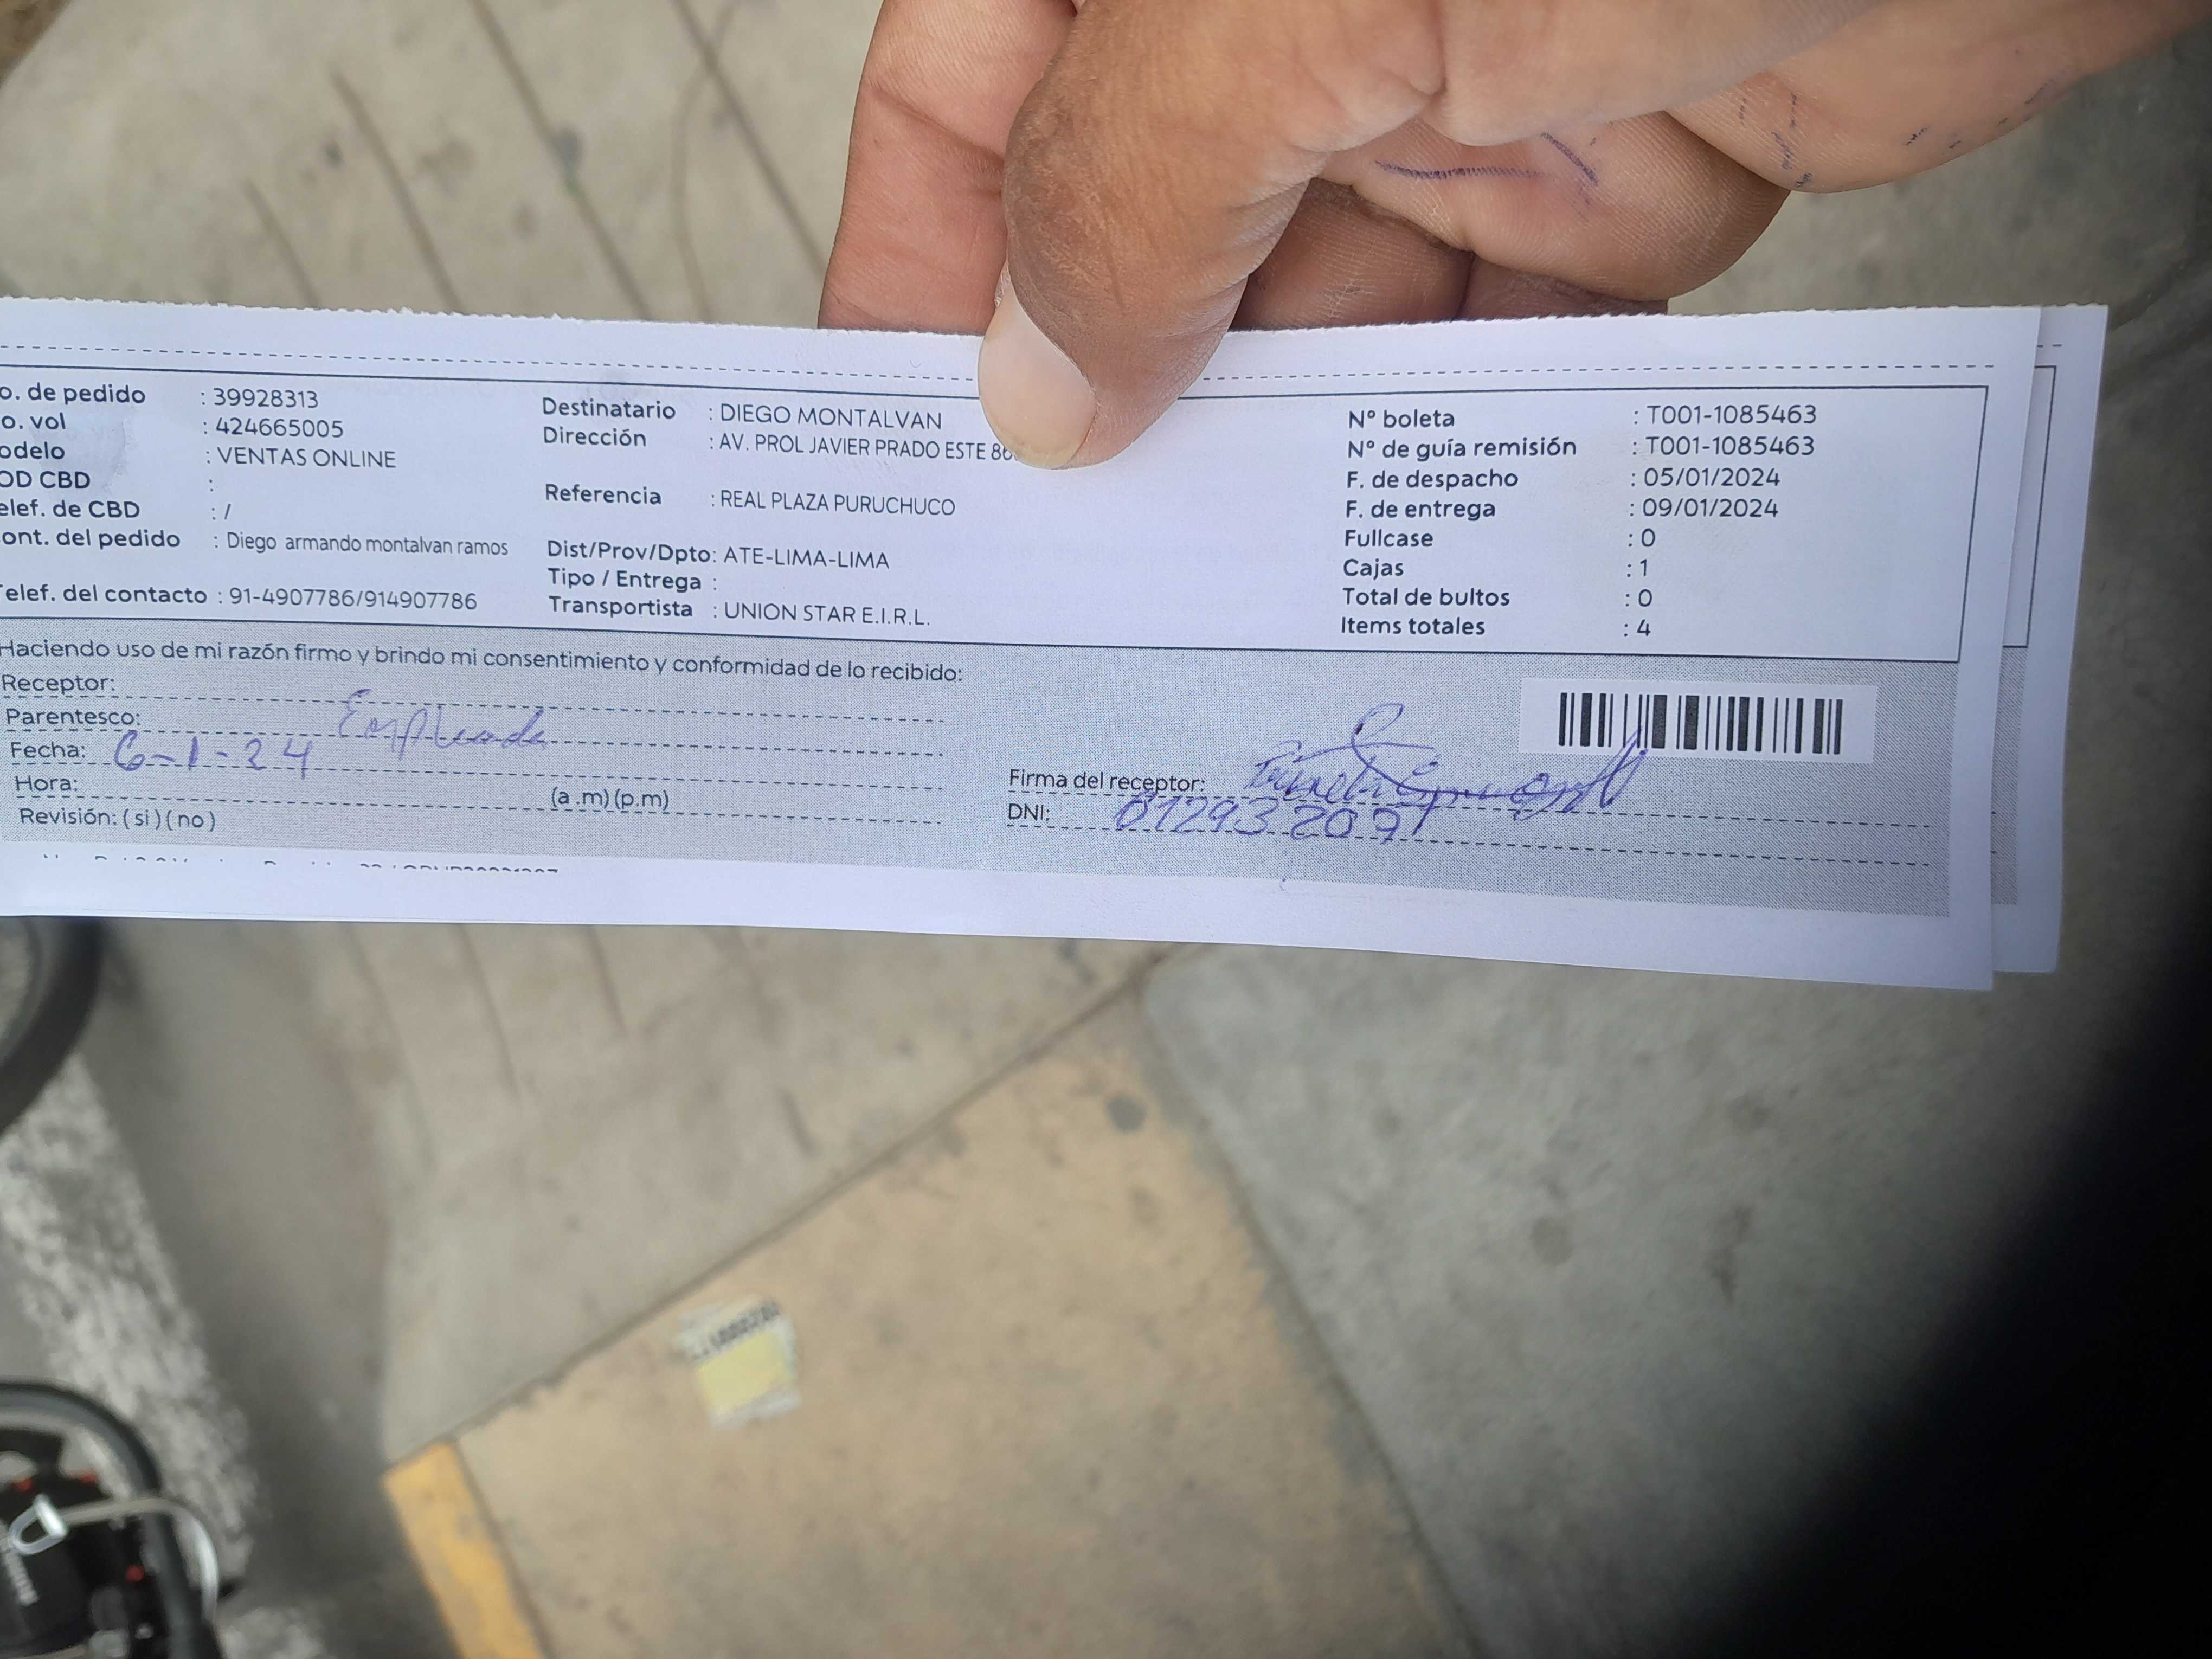 o. de pedido : 39928313
o. vol : 424665005
odelo : VENTAS ONLINE
OD CBD :
elef. de CBD : /
ont. del pedido : Diego armando montalvan ramos
Telef. del contacto : 91-4907786/914907786
Destinatario : DIEGO MONTALVAN
Dirección : AV. PROL JAVIER PRADO ESTE
Referencia : REAL PLAZA PURUCHUCO
Dist/Prov/Dpto: ATE-LIMA-LIMA
Tipo / Entrega :
Transportista : UNION STAR E.I.R.L.
Nº boleta : T001-1085463
Nº de guía remisión : T001-1085463
F. de despacho : 05/01/2024
F. de entrega : 09/01/2024
Fullcase : 0
Cajas : 1
Total de bultos : 0
Items totales : 4
Haciendo uso de mi razón firmo y brindo mi consentimiento y conformidad de lo recibido:
Receptor:
Parentesco: Empleada
Fecha: 6-1-24
Hora: (a .m) (p.m)
Revisión: ( si ) ( no )
Firma del receptor:
DNI: